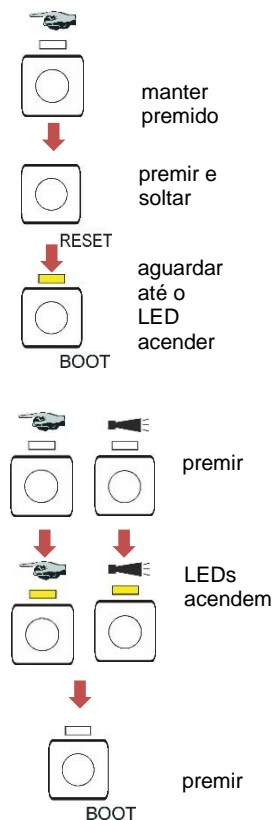 manter
premido
premir e
soltar
RESET
aguardar
até o
LED
acender
BOOT
premir
LEDs
acendem
premir
BOOT